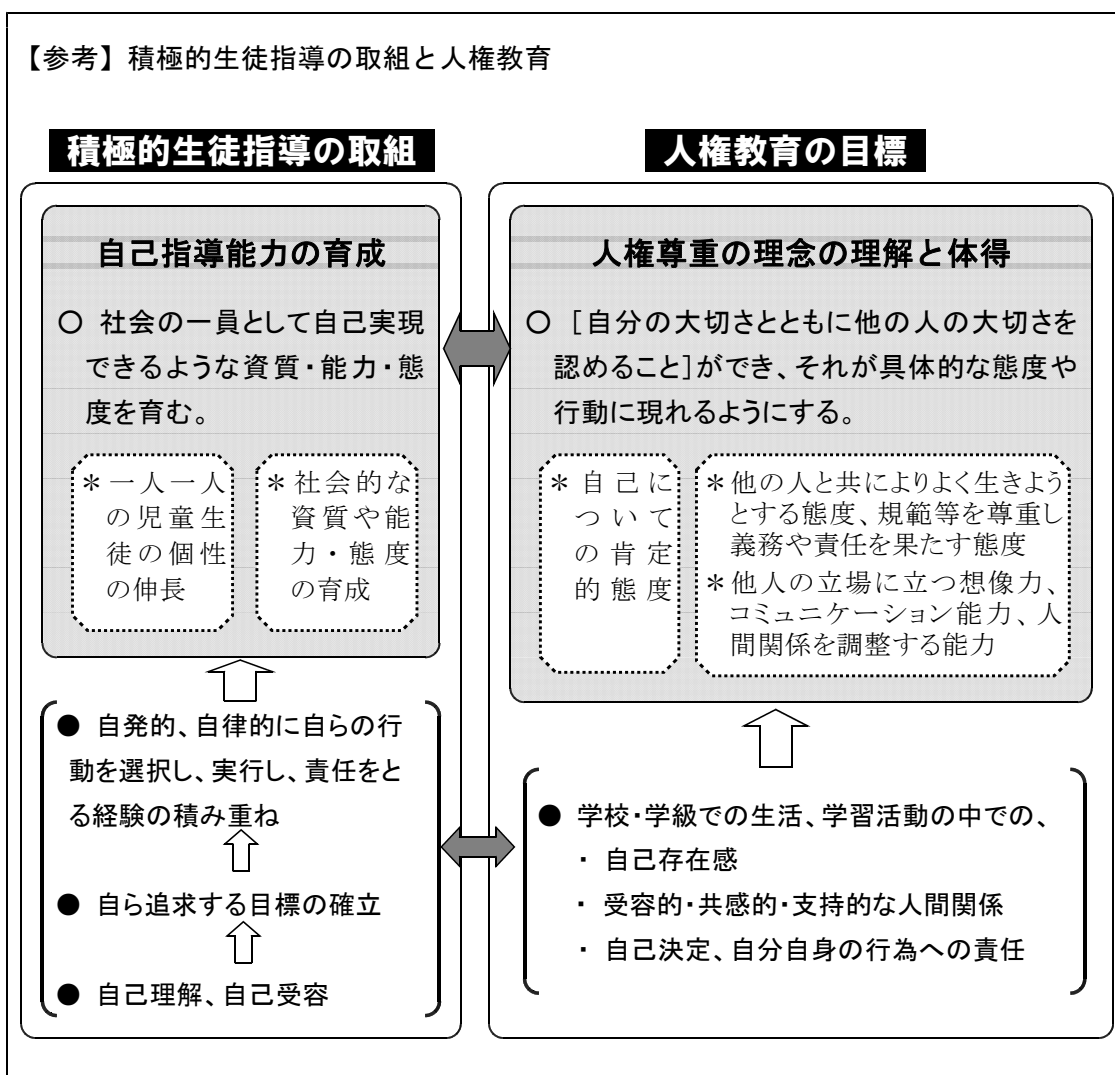 【参考】積極的生徒指導の取組と人権教育
積極的生徒指導の取組
自己指導能力の育成
○ 社会の一員として自己実現
できるような資質・能力・態
度を育む。
＊一人一人
の児童生
徒の個性
の伸長
＊社会的な
資質や能
力・態度
の育成
● 自発的、自律的に自らの行
動を選択し、実行し、責任をと
る経験の積み重ね
● 自ら追求する目標の確立
● 自己理解、自己受容
人権教育の目標
人権尊重の理念の理解と体得
○ ［自分の大切さとともに他の人の大切さを
認めること］ができ、それが具体的な態度や
行動に現れるようにする。
＊自己に
ついて
の肯定
的態度
＊他の人と共によりよく生きよう
とする態度、規範等を尊重し
義務や責任を果たす態度
＊他人の立場に立つ想像力、
コミュニケーション能力、人
間関係を調整する能力
● 学校・学級での生活、学習活動の中での、
・ 自己存在感
・ 受容的・共感的・支持的な人間関係
・ 自己決定、自分自身の行為への責任